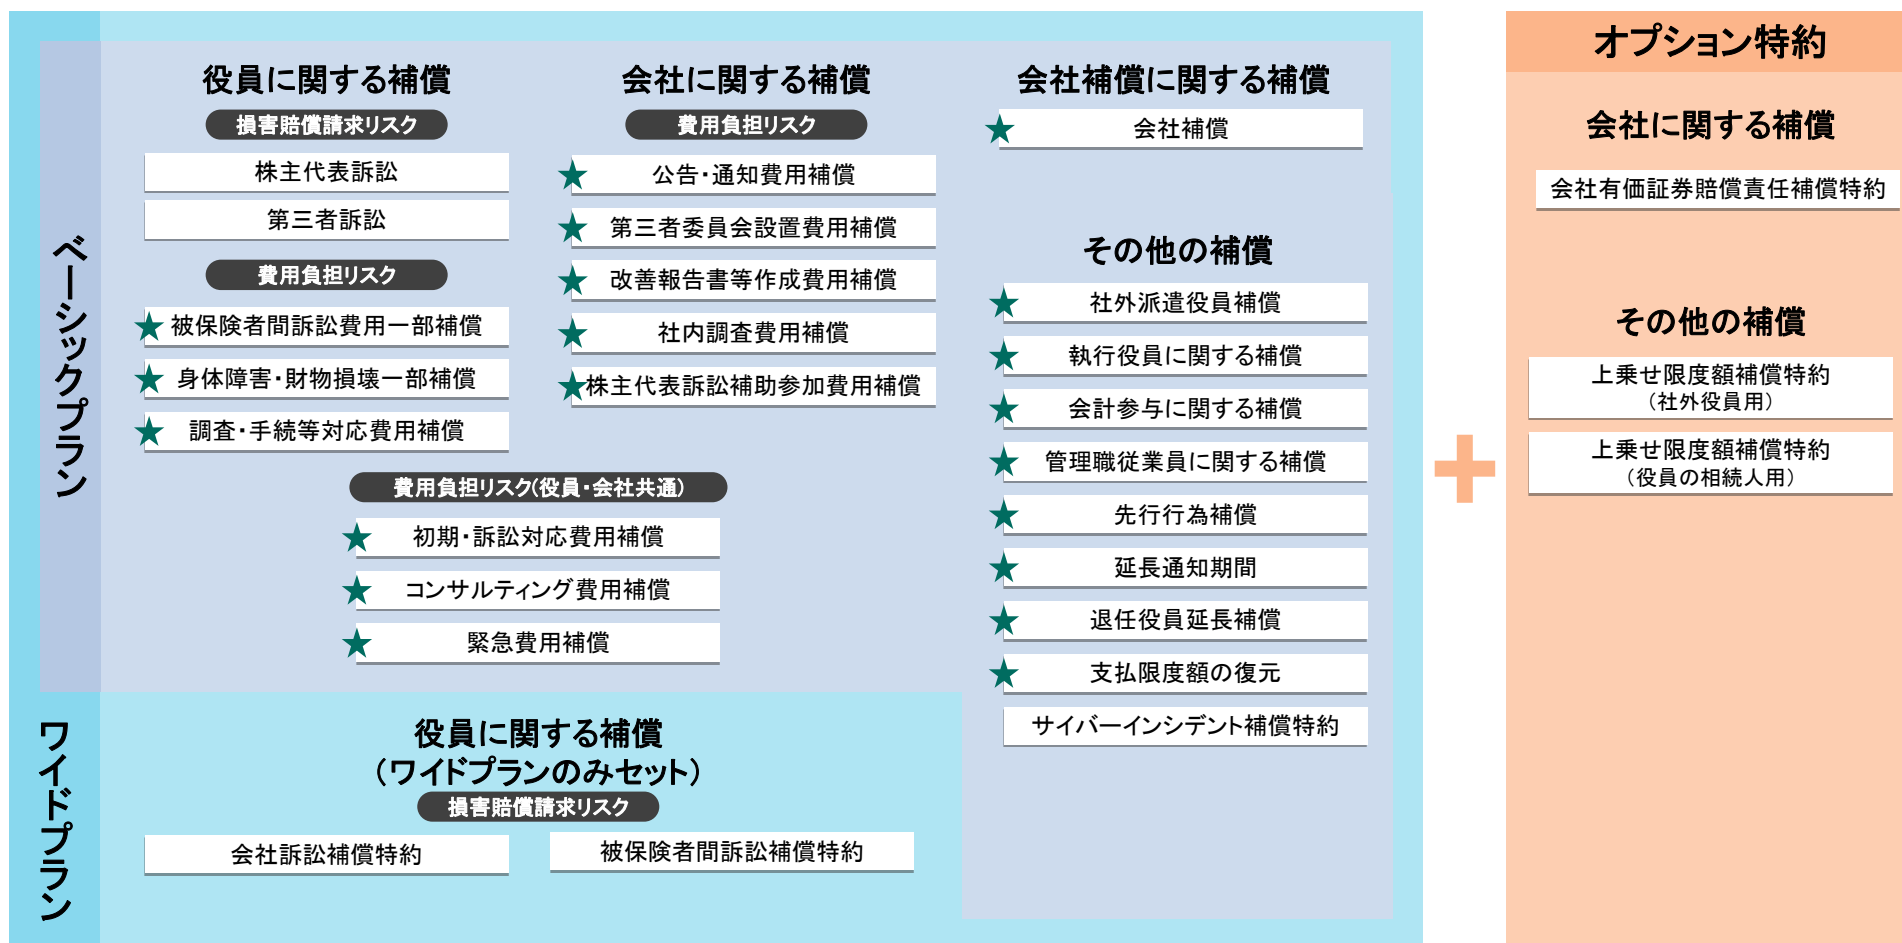 ベーシックプラン
役員に関する補償
損害賠償請求リスク
株主代表訴訟
第三者訴訟
費用負担リスク
★被保険者間訴訟費用一部補償
★身体障害・財物損壊一部補償
★調査・手続等対応費用補償
会社に関する補償
費用負担リスク
★公告・通知費用補償
★第三者委員会設置費用補償
★改善報告書等作成費用補償
★社内調査費用補償
★株主代表訴訟補助参加費用補償
費用負担リスク(役員・会社共通)
★初期・訴訟対応費用補償
★コンサルティング費用補償
★緊急費用補償
会社補償に関する補償
★会社補償
その他の補償
★社外派遣役員補償
★執行役員に関する補償
★会計参与に関する補償
★管理職従業員に関する補償
★先行行為補償
★延長通知期間
★退任役員延長補償
★支払限度額の復元
サイバーインシデント補償特約
ワイドプラン
役員に関する補償
（ワイドプランのみセット）
損害賠償請求リスク
会社訴訟補償特約
被保険者間訴訟補償特約
オプション特約
会社に関する補償
会社有価証券賠償責任補償特約
その他の補償
上乗せ限度額補償特約
（社外役員用）
上乗せ限度額補償特約
（役員の相続人用）